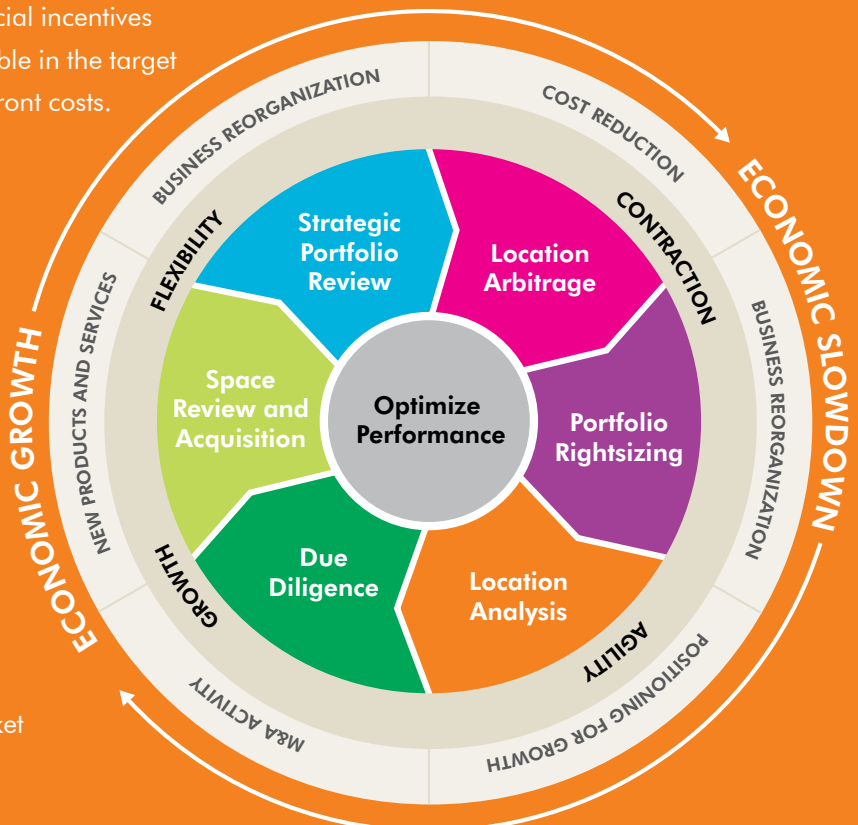 cial incentives
ble in the target
ront costs.
BUSINESS REORGANIZATION
COST REDUCTION
ECONOMIC SLOWDOWN
FLEXIBILITY
CONTRACTION
Strategic
Portfolio
Review
Location
Arbitrage
NEW PRODUCTS AND SERVICES
BUSINESS REORGANIZATION
ECONOMIC GROWTH
Space
Review and
Acquisition
Optimize
Performance
Portfolio
Rightsizing
Due
Diligence
Location
Analysis
GROWTH
AGILITY
M&A ACTIVITY
POSITIONING FOR GROWTH
ket